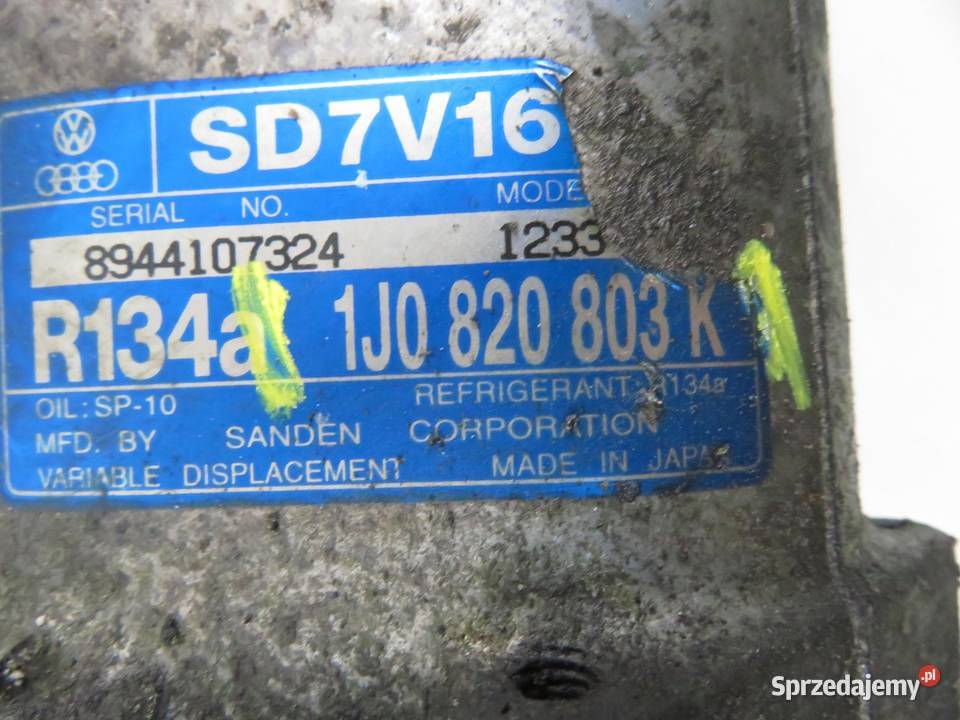 SD7V16
SERIAL NO. MODE
8944107324 1233
R134a 1J0 820 803 K
OIL: SP-10 REFRIGERANT: R134a
MFD. BY SANDEN CORPORATION
VARIABLE DISPLACEMENT MADE IN JAPAN
Sprzedajemy.pl